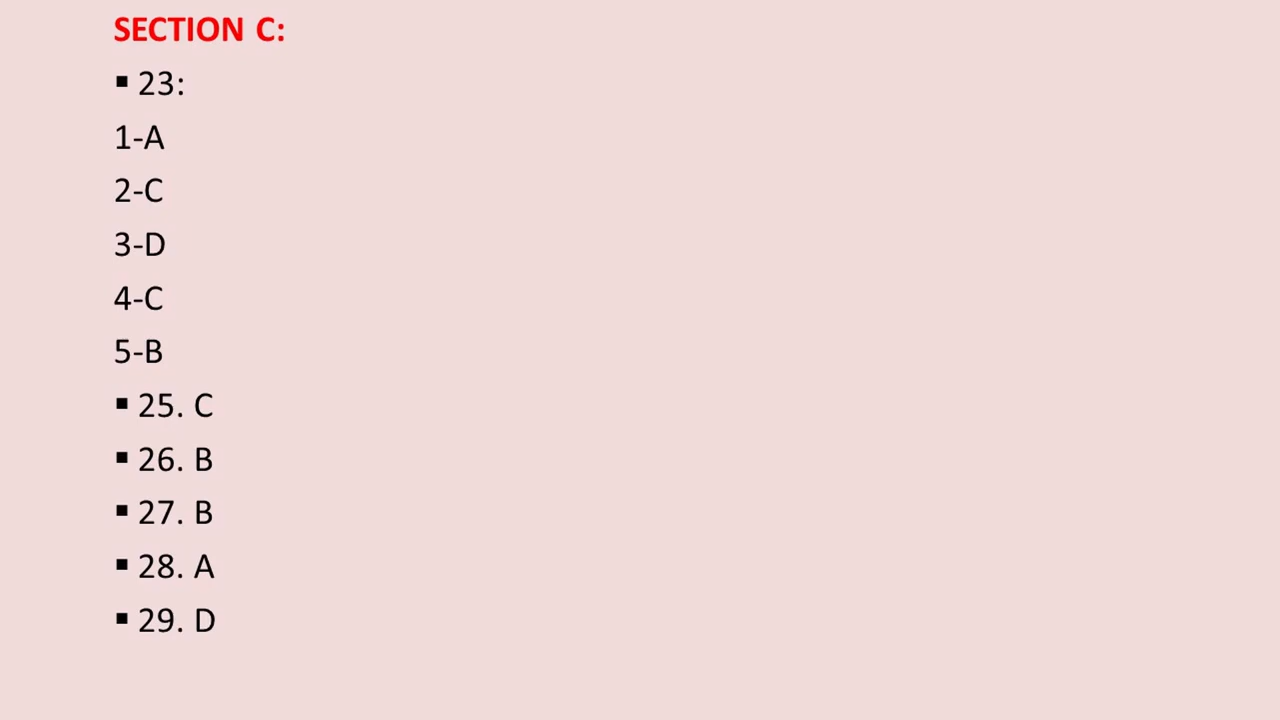 SECTION C:
▪ 23:
1-A
2-C
3-D
4-C
5-B
▪ 25. C
▪ 26. B
▪ 27. B
▪ 28. A
▪ 29. D